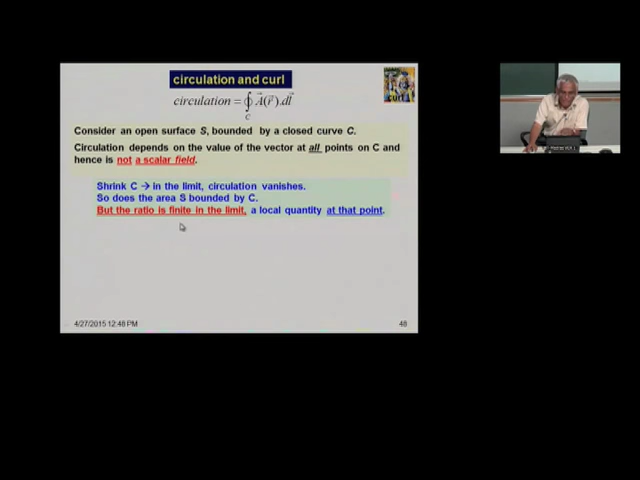 circulation and curl
circulation = ∮ A⃗(r⃗).dl⃗
C
Consider an open surface S, bounded by a closed curve C.
Circulation depends on the value of the vector at all points on C and
hence is not a scalar field.
Shrink C → in the limit, circulation vanishes.
So does the area S bounded by C.
But the ratio is finite in the limit, a local quantity at that point.
4/27/2015 12:48 PM
48